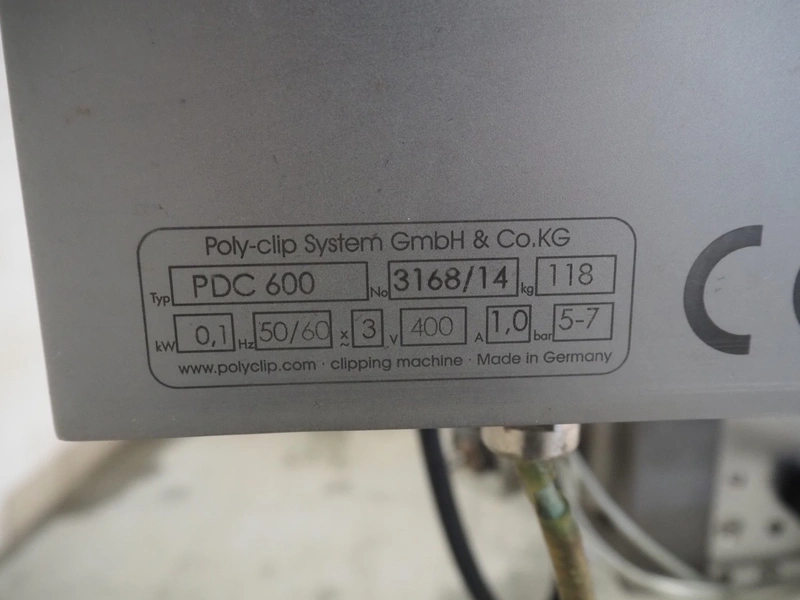 Poly-clip System GmbH & Co.KG
Typ PDC 600 No 3168/14 kg 118
kW 0,1 Hz 50/60 x ~ 3 V 400 A 1,0 bar 5-7
www.polyclip.com · clipping machine · Made in Germany
CE